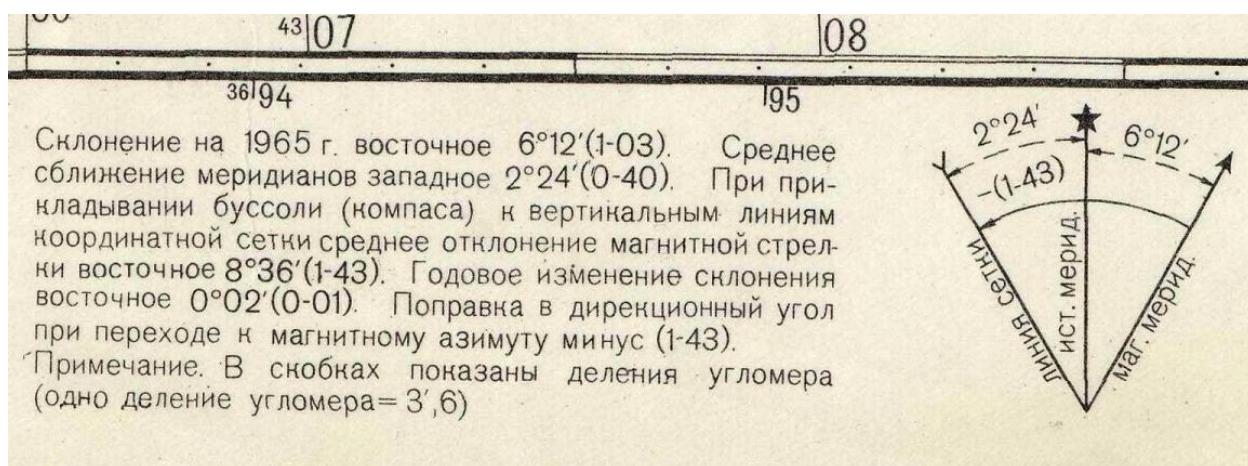 43 07
08
36 94
95
Склонение на 1965 г. восточное 6°12′(1-03). Среднее
сближение меридианов западное 2°24′(0-40). При при-
кладывании буссоли (компаса) к вертикальным линиям
координатной сетки среднее отклонение магнитной стрел-
ки восточное 8°36′(1-43). Годовое изменение склонения
восточное 0°02′(0-01). Поправка в дирекционный угол
при переходе к магнитному азимуту минус (1-43).
Примечание. В скобках показаны деления угломера
(одно деление угломера= 3′,6)
2°24′
6°12′
-(1-43)
линия сетки
ист. мерид.
маг. мерид.